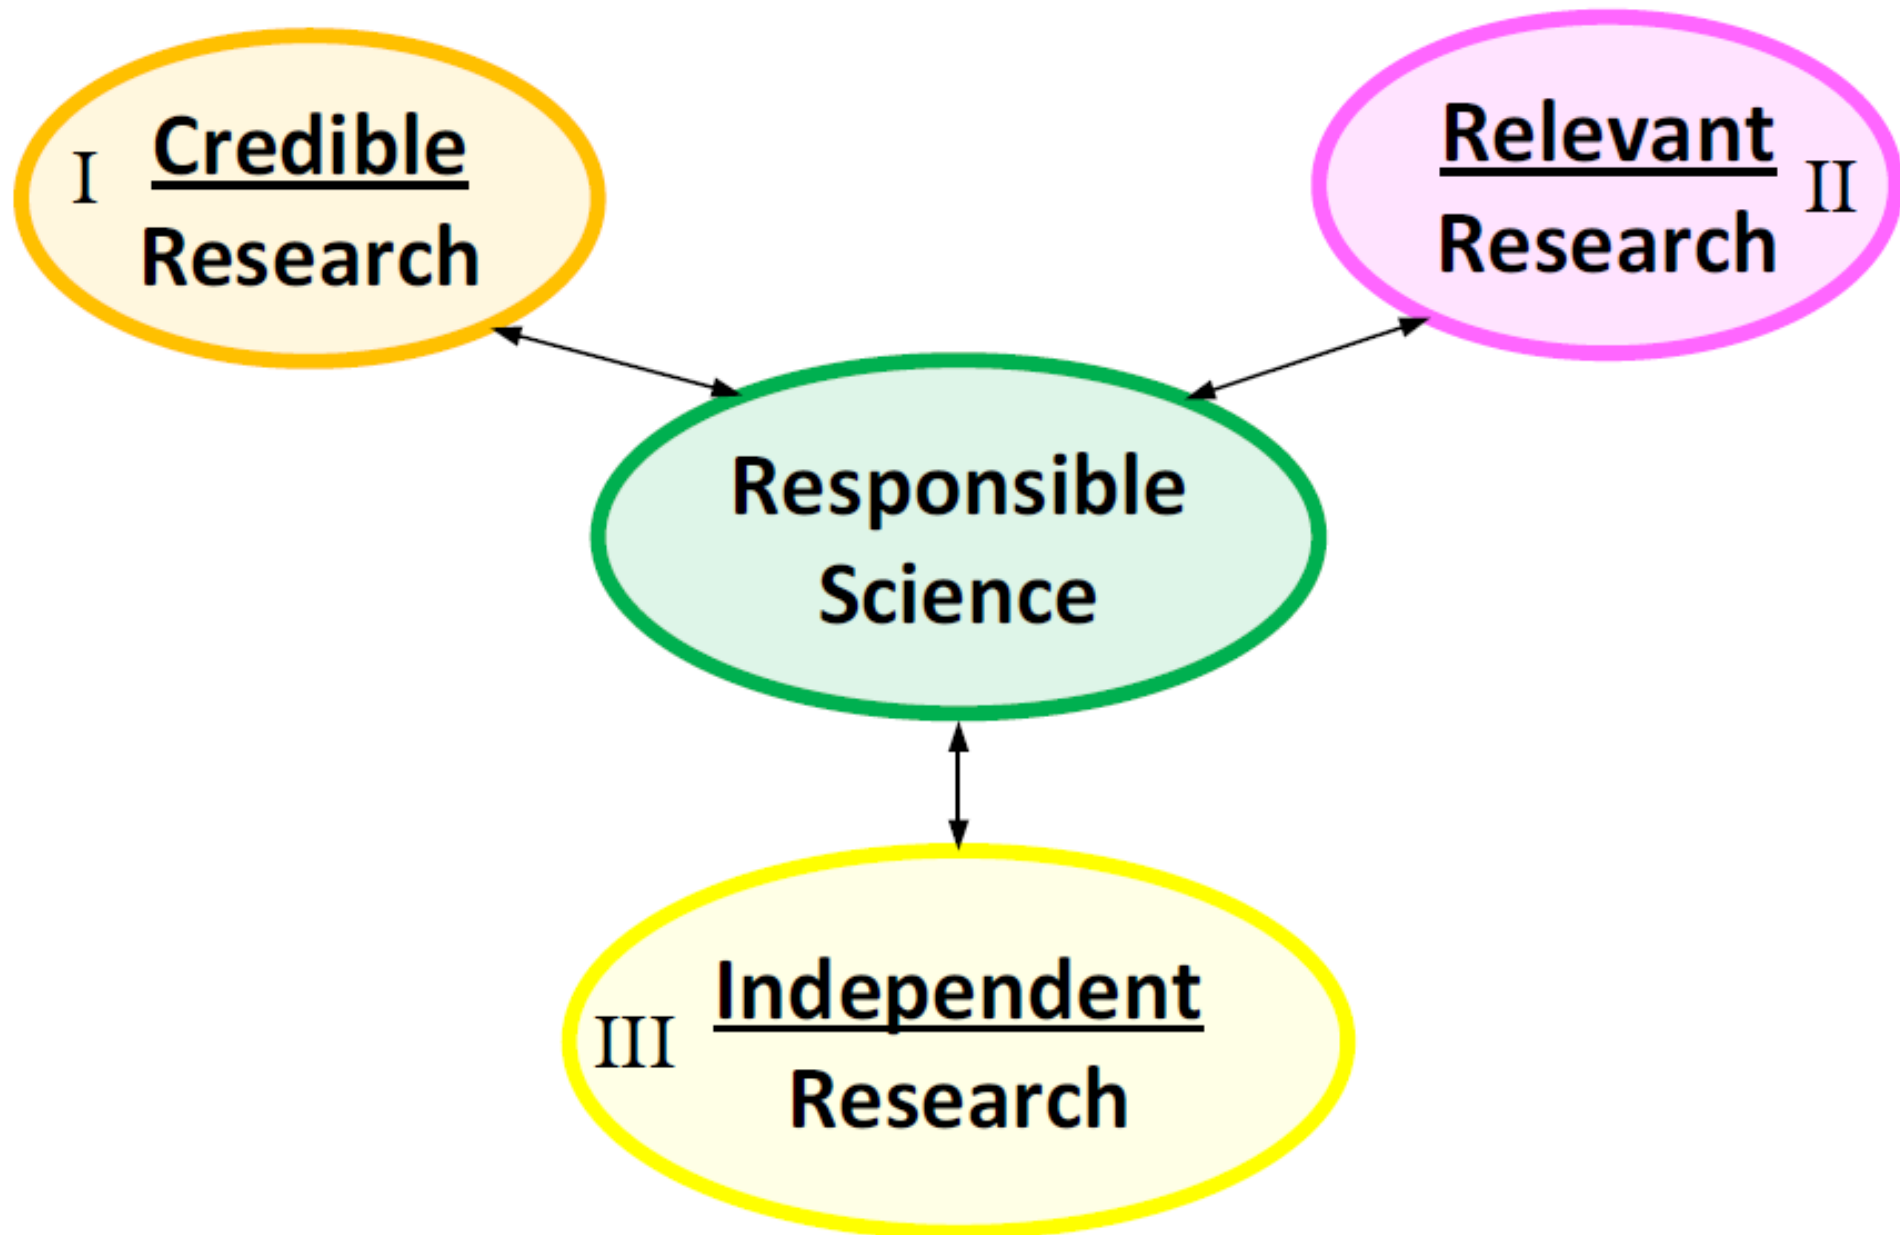 I
Credible
Research
Relevant
II
Research
Responsible
Science
Independent
III
Research